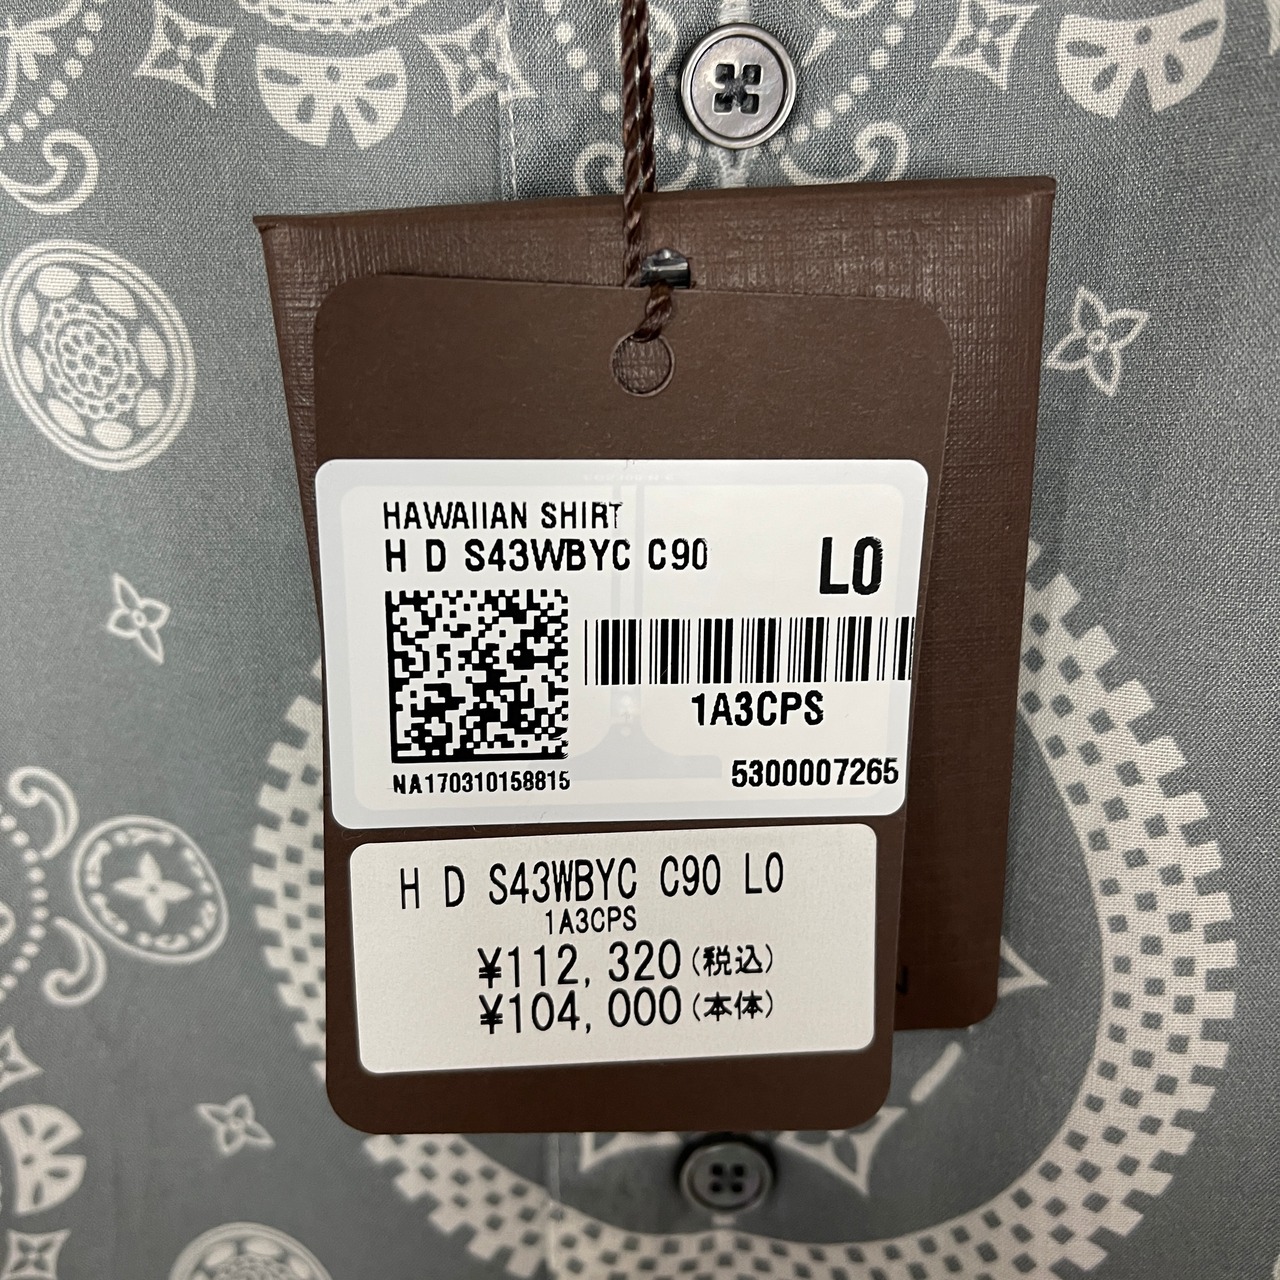 HAWAIIAN SHIRT
H D S43WBYC C90
L0
1A3CPS
NA170310158815
5300007265
H D S43WBYC C90 L0
1A3CPS
¥112,320(税込)
¥104,000(本体)
N